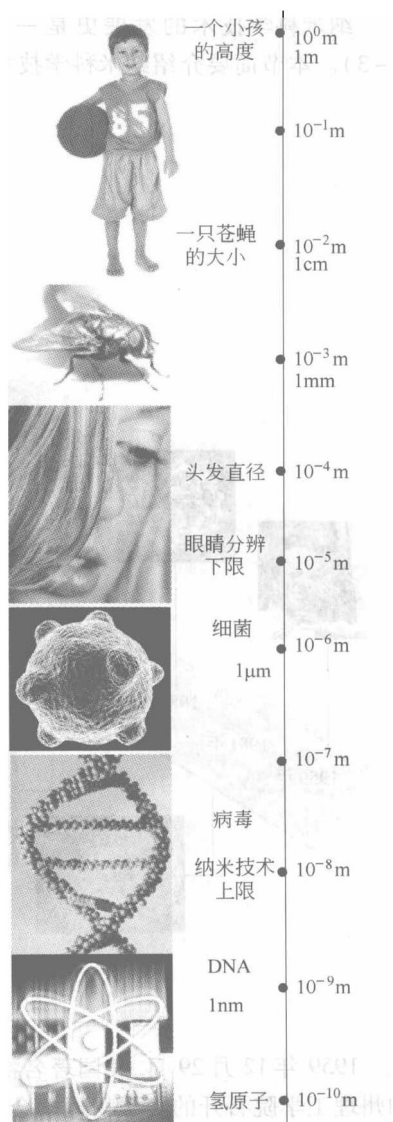 一个小孩
的高度
10⁰m
1m
85
10⁻¹m
一只苍蝇
的大小
10⁻²m
1cm
10⁻³m
1mm
头发直径
10⁻⁴m
眼睛分辨
下限
10⁻⁵m
细菌
10⁻⁶m
1μm
10⁻⁷m
病毒
纳米技术
上限
10⁻⁸m
DNA
10⁻⁹m
1nm
氢原子
10⁻¹⁰m